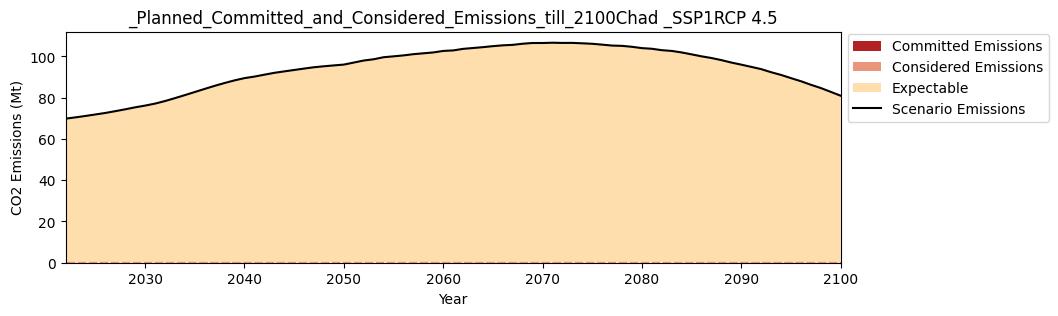 _Planned_Committed_and_Considered_Emissions_till_2100Chad _SSP1RCP 4.5
CO2 Emissions (Mt)
100
80
60
40
20
0
2030 2040 2050 2060 2070 2080 2090 2100
Year
Committed Emissions
Considered Emissions
Expectable
Scenario Emissions